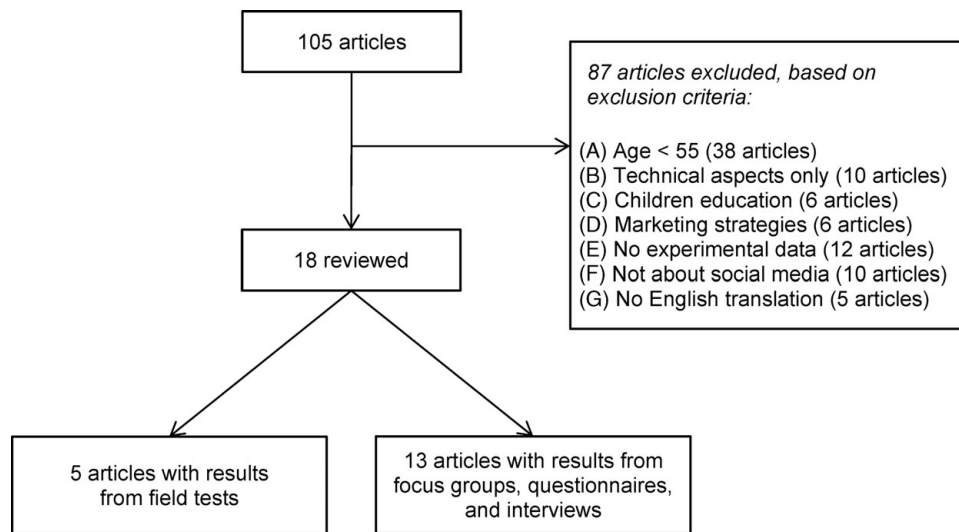 105 articles
87 articles excluded, based on
exclusion criteria:
(A) Age < 55 (38 articles)
(B) Technical aspects only (10 articles)
(C) Children education (6 articles)
(D) Marketing strategies (6 articles)
(E) No experimental data (12 articles)
(F) Not about social media (10 articles)
(G) No English translation (5 articles)
18 reviewed
5 articles with results
from field tests
13 articles with results from
focus groups, questionnaires,
and interviews